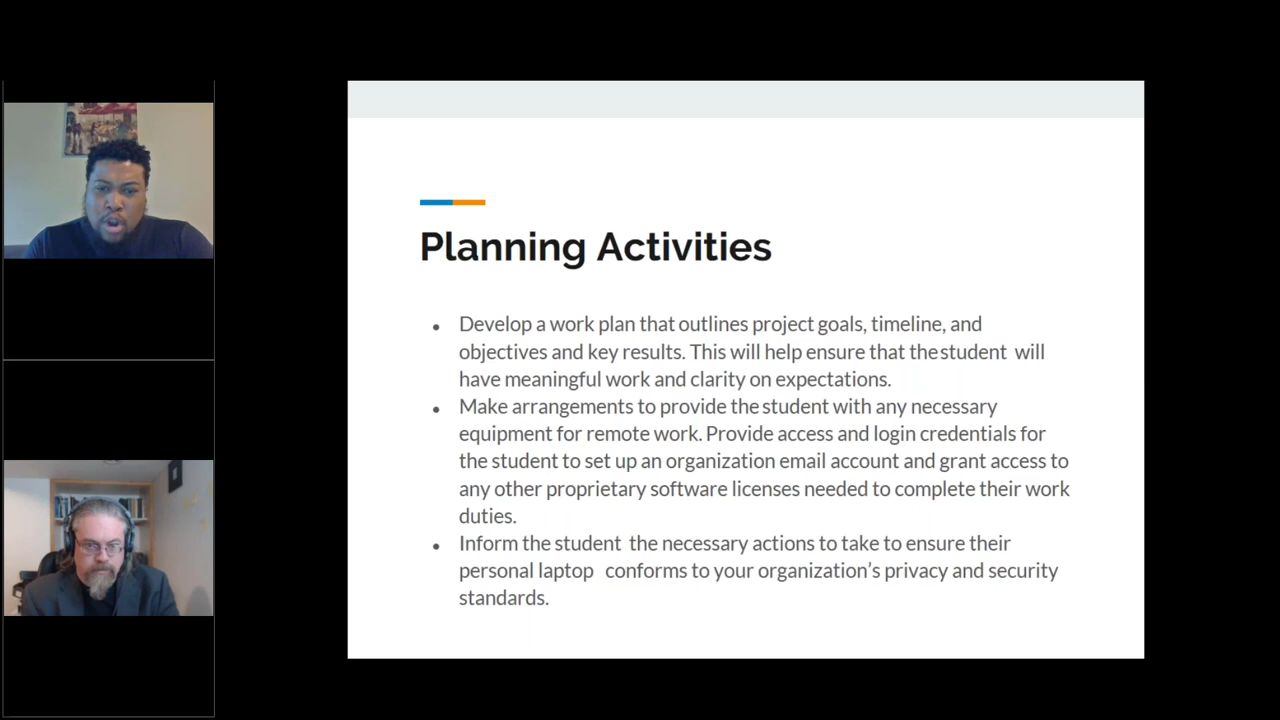 Planning Activities
● Develop a work plan that outlines project goals, timeline, and
objectives and key results. This will help ensure that the student will
have meaningful work and clarity on expectations.
● Make arrangements to provide the student with any necessary
equipment for remote work. Provide access and login credentials for
the student to set up an organization email account and grant access to
any other proprietary software licenses needed to complete their work
duties.
● Inform the student the necessary actions to take to ensure their
personal laptop conforms to your organization’s privacy and security
standards.